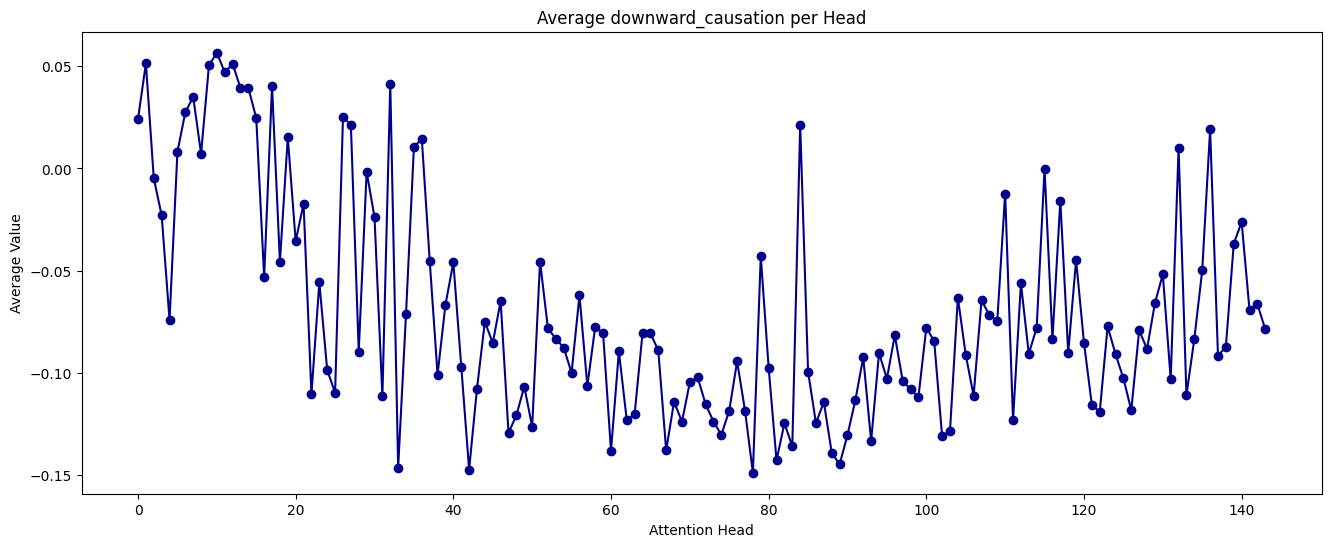 Average downward_causation per Head
Average Value
0.05
0.00
−0.05
−0.10
−0.15
0 20 40 60 80 100 120 140
Attention Head